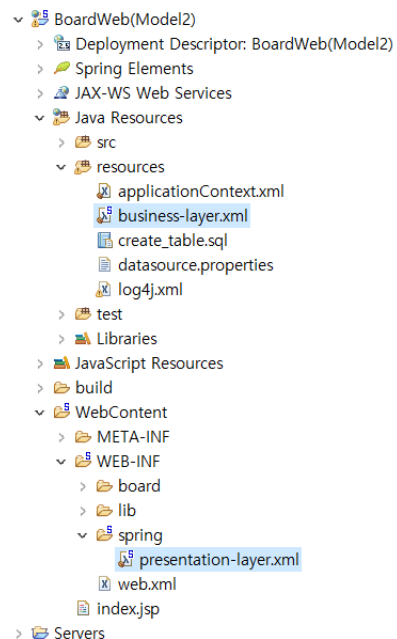 BoardWeb(Model2)
Deployment Descriptor: BoardWeb(Model2)
Spring Elements
JAX-WS Web Services
Java Resources
src
resources
applicationContext.xml
business-layer.xml
create_table.sql
datasource.properties
log4j.xml
test
Libraries
JavaScript Resources
build
WebContent
META-INF
WEB-INF
board
lib
spring
presentation-layer.xml
web.xml
index.jsp
Servers